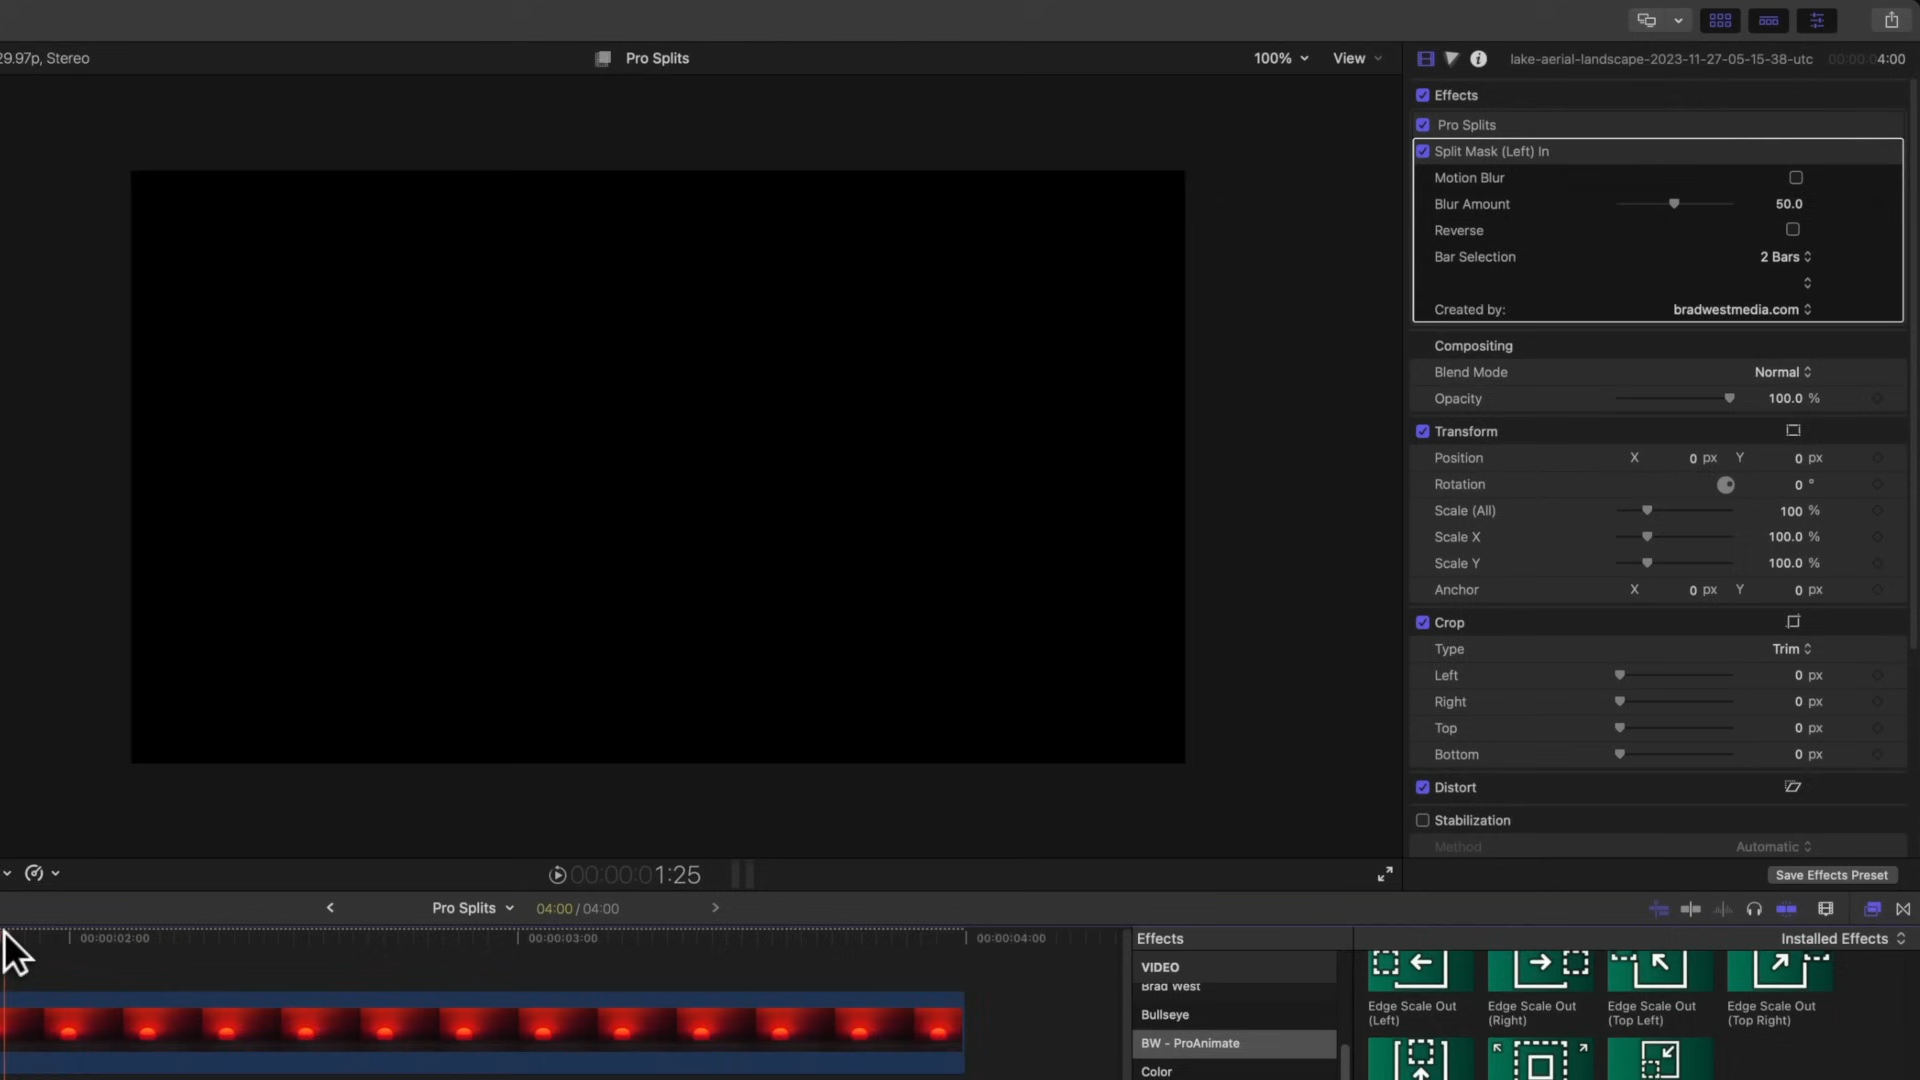 29.97p, Stereo
Pro Splits
100%
View
lake-aerial-landscape-2023-11-27-05-15-38-utc
00:00:04:00
Effects
Pro Splits
Split Mask (Left) In
Motion Blur
Blur Amount 50.0
Reverse
Bar Selection 2 Bars
Created by: bradwestmedia.com
Compositing
Blend Mode Normal
Opacity 100.0 %
Transform
Position X 0 px Y 0 px
Rotation 0 °
Scale (All) 100 %
Scale X 100.0 %
Scale Y 100.0 %
Anchor X 0 px Y 0 px
Crop
Type Trim
Left 0 px
Right 0 px
Top 0 px
Bottom 0 px
Distort
Stabilization
Method Automatic
00:00:01:25
Save Effects Preset
Pro Splits
04:00 / 04:00
00:00:02:00
00:00:03:00
00:00:04:00
Effects
Installed Effects
VIDEO
Brad West
Bullseye
BW - ProAnimate
Color
Edge Scale Out
(Left)
Edge Scale Out
(Right)
Edge Scale Out
(Top Left)
Edge Scale Out
(Top Right)